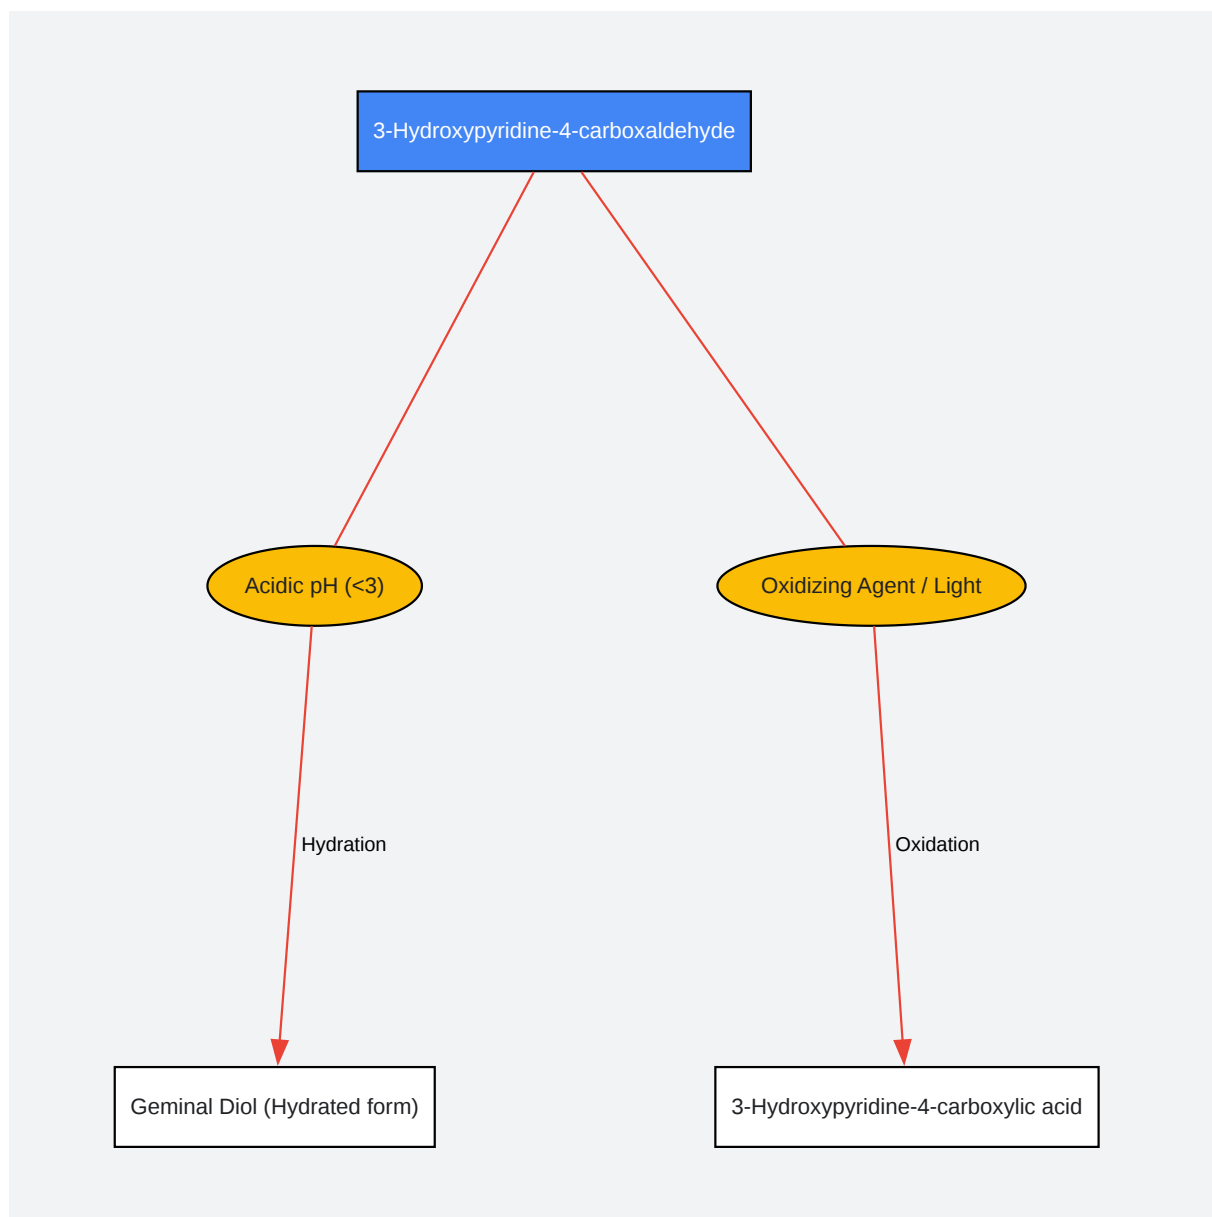 3-Hydroxypyridine-4-carboxaldehyde
Acidic pH (<3)
Oxidizing Agent / Light
Hydration
Oxidation
Geminal Diol (Hydrated form)
3-Hydroxypyridine-4-carboxylic acid